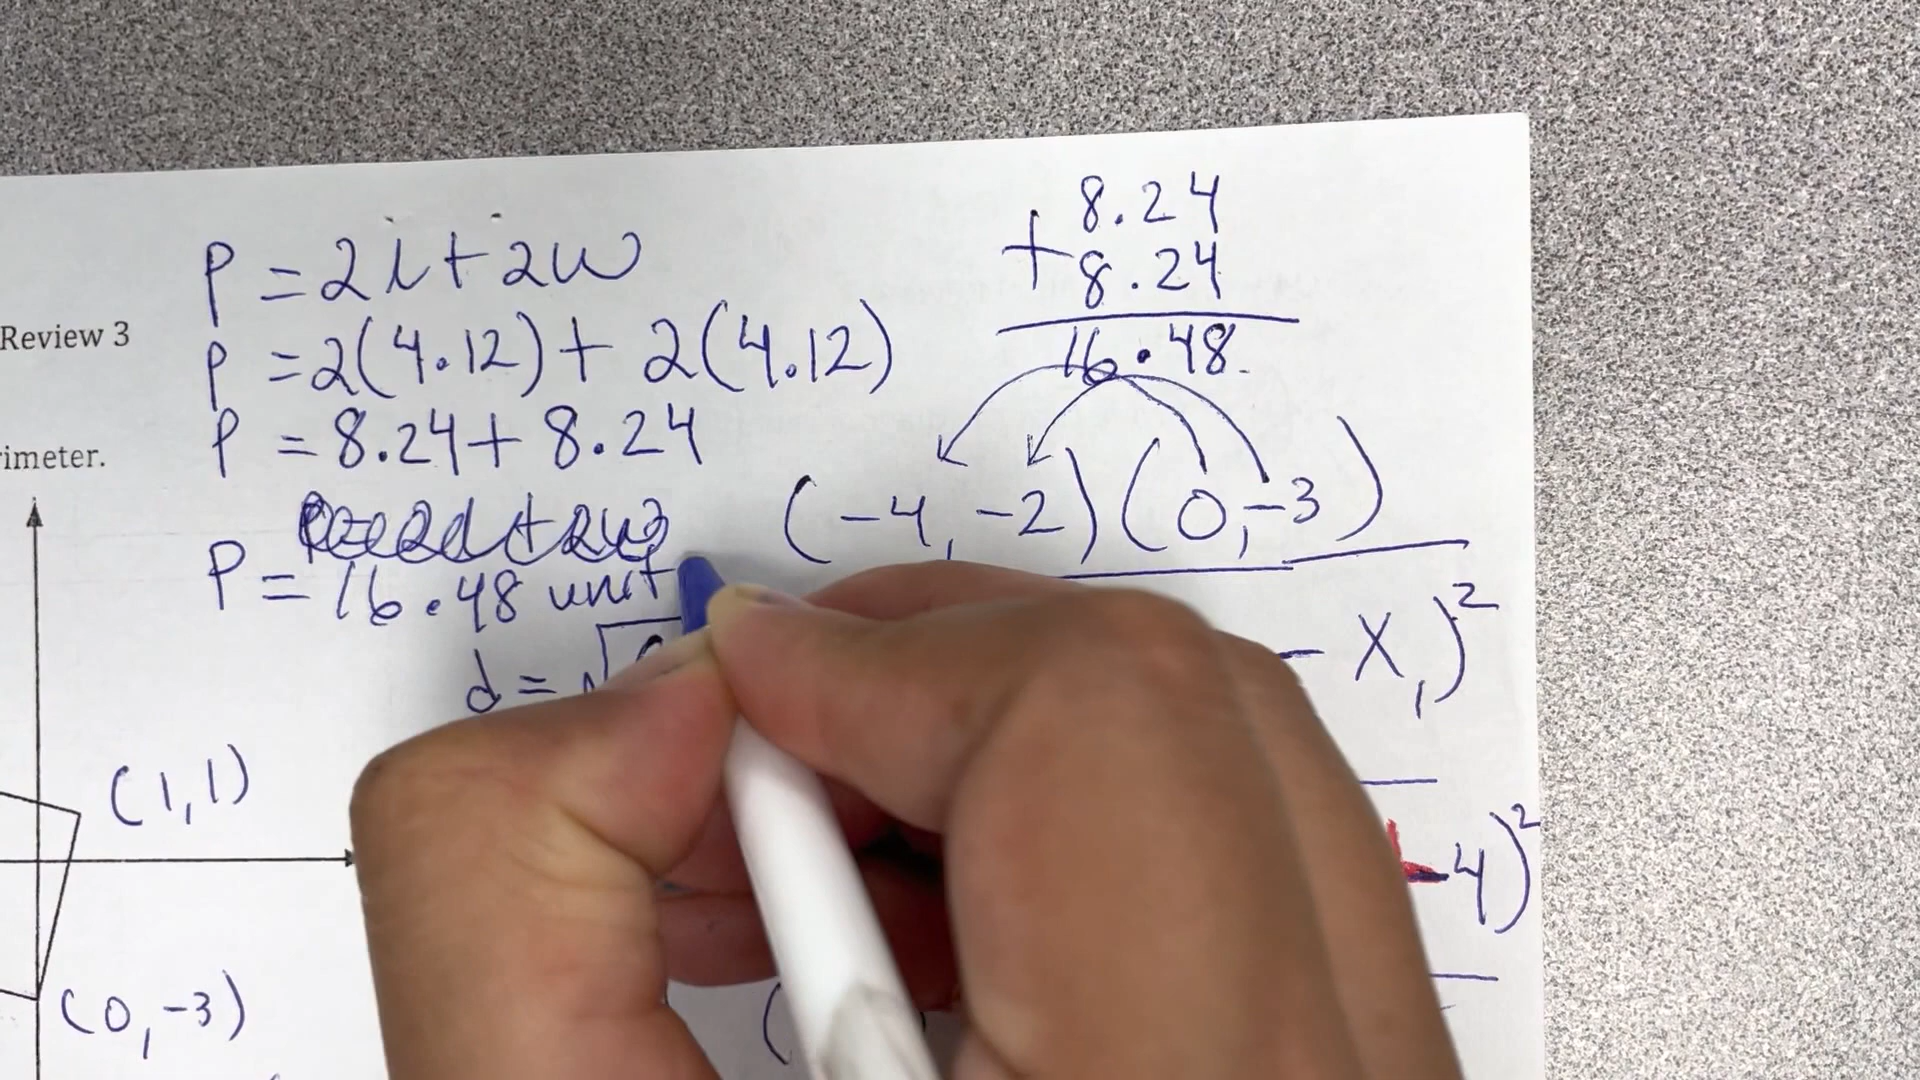 P = 2l + 2w
P = 2(4.12) + 2(4.12)
P = 8.24 + 8.24
P = 16.48 unit
8.24
+ 8.24
16.48
(-4, -2) (0, -3)
d = √
- X₁)²
- 4)²
Review 3
rimeter.
(1, 1)
(0, -3)